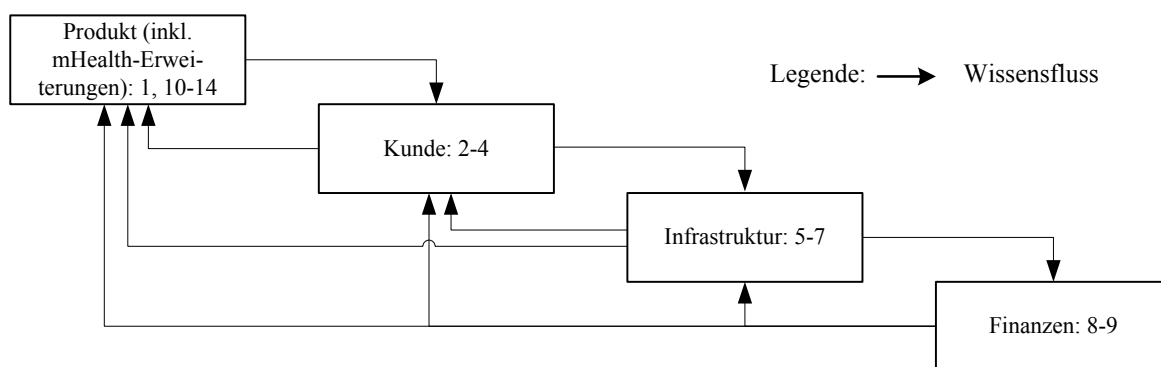 Produkt (inkl.
mHealth-Erwei-
terungen): 1, 10-14
Legende: Wissensfluss
Kunde: 2-4
Infrastruktur: 5-7
Finanzen: 8-9